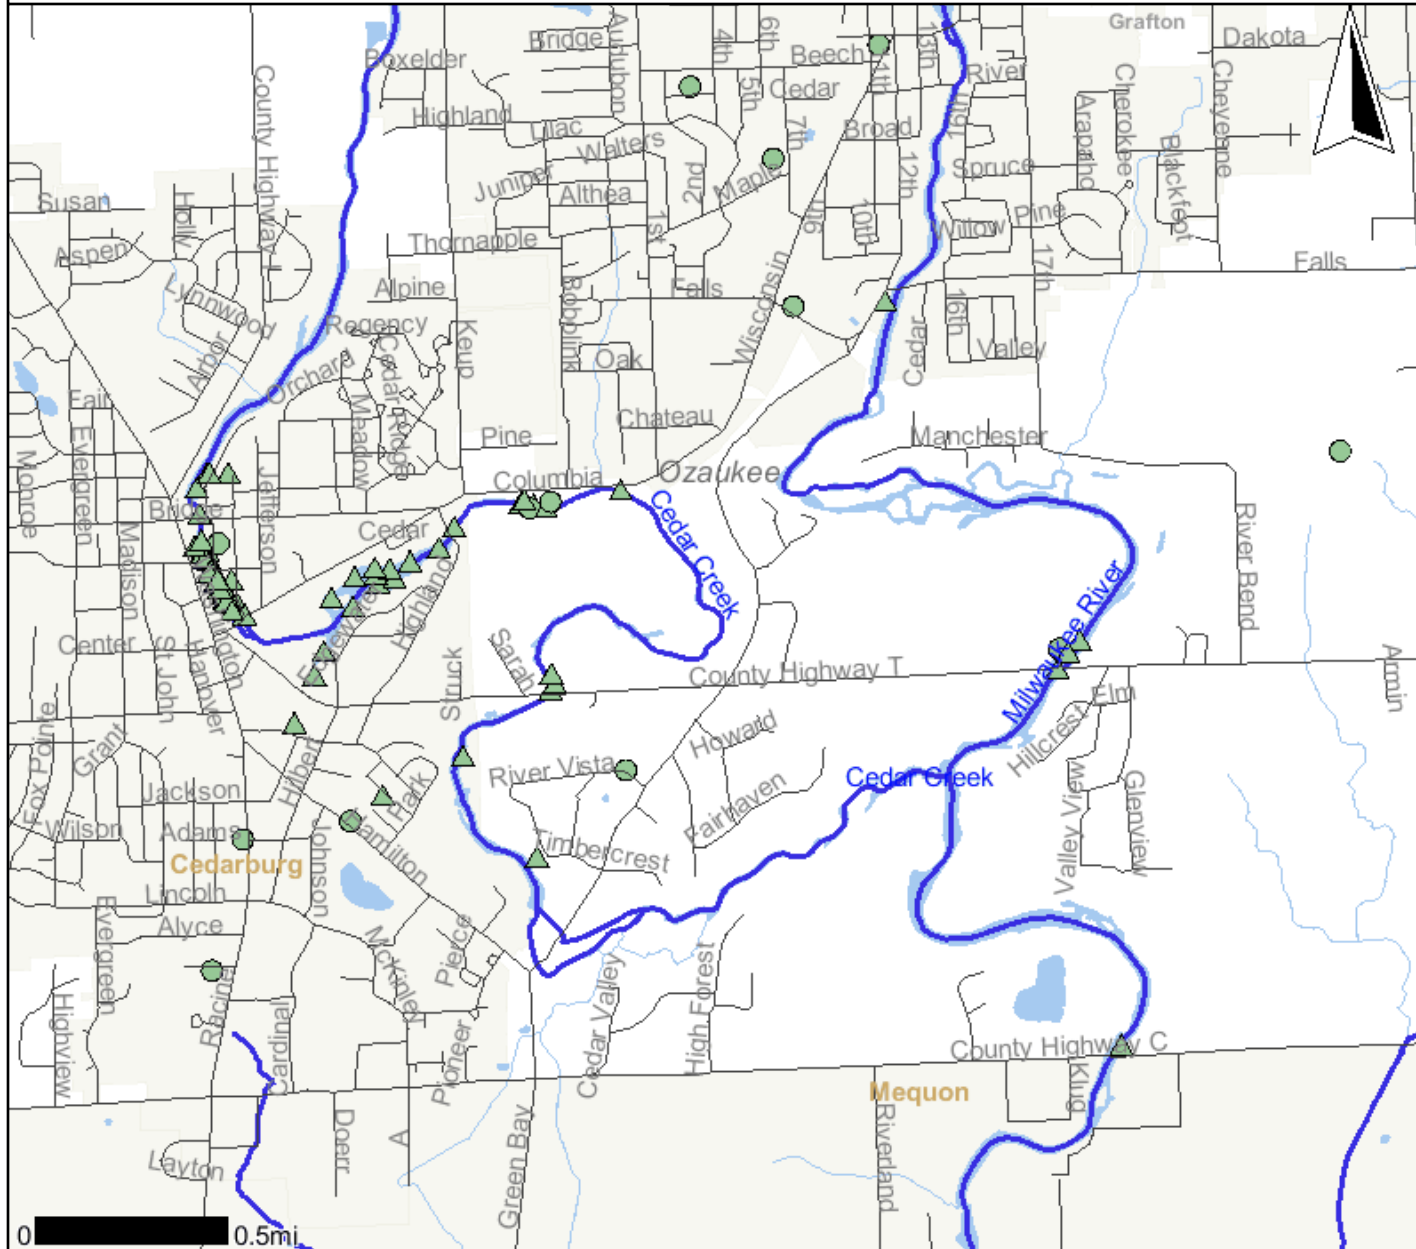 Grafton
Dakota
Bridge
Audubon
4th
6th
Beech
13th
11th
River
Boxelder
County Highway
5th
Cedar
Cherokee
Cheyenne
Arapaho
Highland
Lilac
Walters
7th
Broad
16th
Blackfoot
Juniper
Althea
2nd
Maple
12th
Spruce
Susan
Holly
1st
9th
10th
Willow
Pine
Aspen
Thornapple
17th
Falls
Lynnwood
Alpine
Bobolink
Falls
Wisconsin
Regency
Keup
Cedar
16th
Arbor
Orchard
Cedar Ridge
Oak
Valley
Fair
Meadow
Chateau
Evergreen
Monroe
Pine
Manchester
Jefferson
Columbia
Ozaukee
Bridge
Cedar
Cedar Creek
River Bend
Madison
Washington
Highland
Edgewater
Milwaukee River
Center
St John
Hanover
Sarah
Struck
County Highway T
Armin
Elm
Fox Pointe
Grant
Howard
Hillcrest
Hilbert
River Vista
Cedar Creek
Jackson
Hark
Fairhaven
Valley View
Glenview
Wilson
Adams
Johnson
Hamilton
Timbercrest
Cedarburg
Lincoln
Evergreen
Alyce
McKinley
Pierce
Highview
Racine
Cardinal
Pioneer
Cedar Valley
High Forest
County Highway C
Klug
Mequon
Doerr
A
Green Bay
Riverland
Layton
0 0.5mi